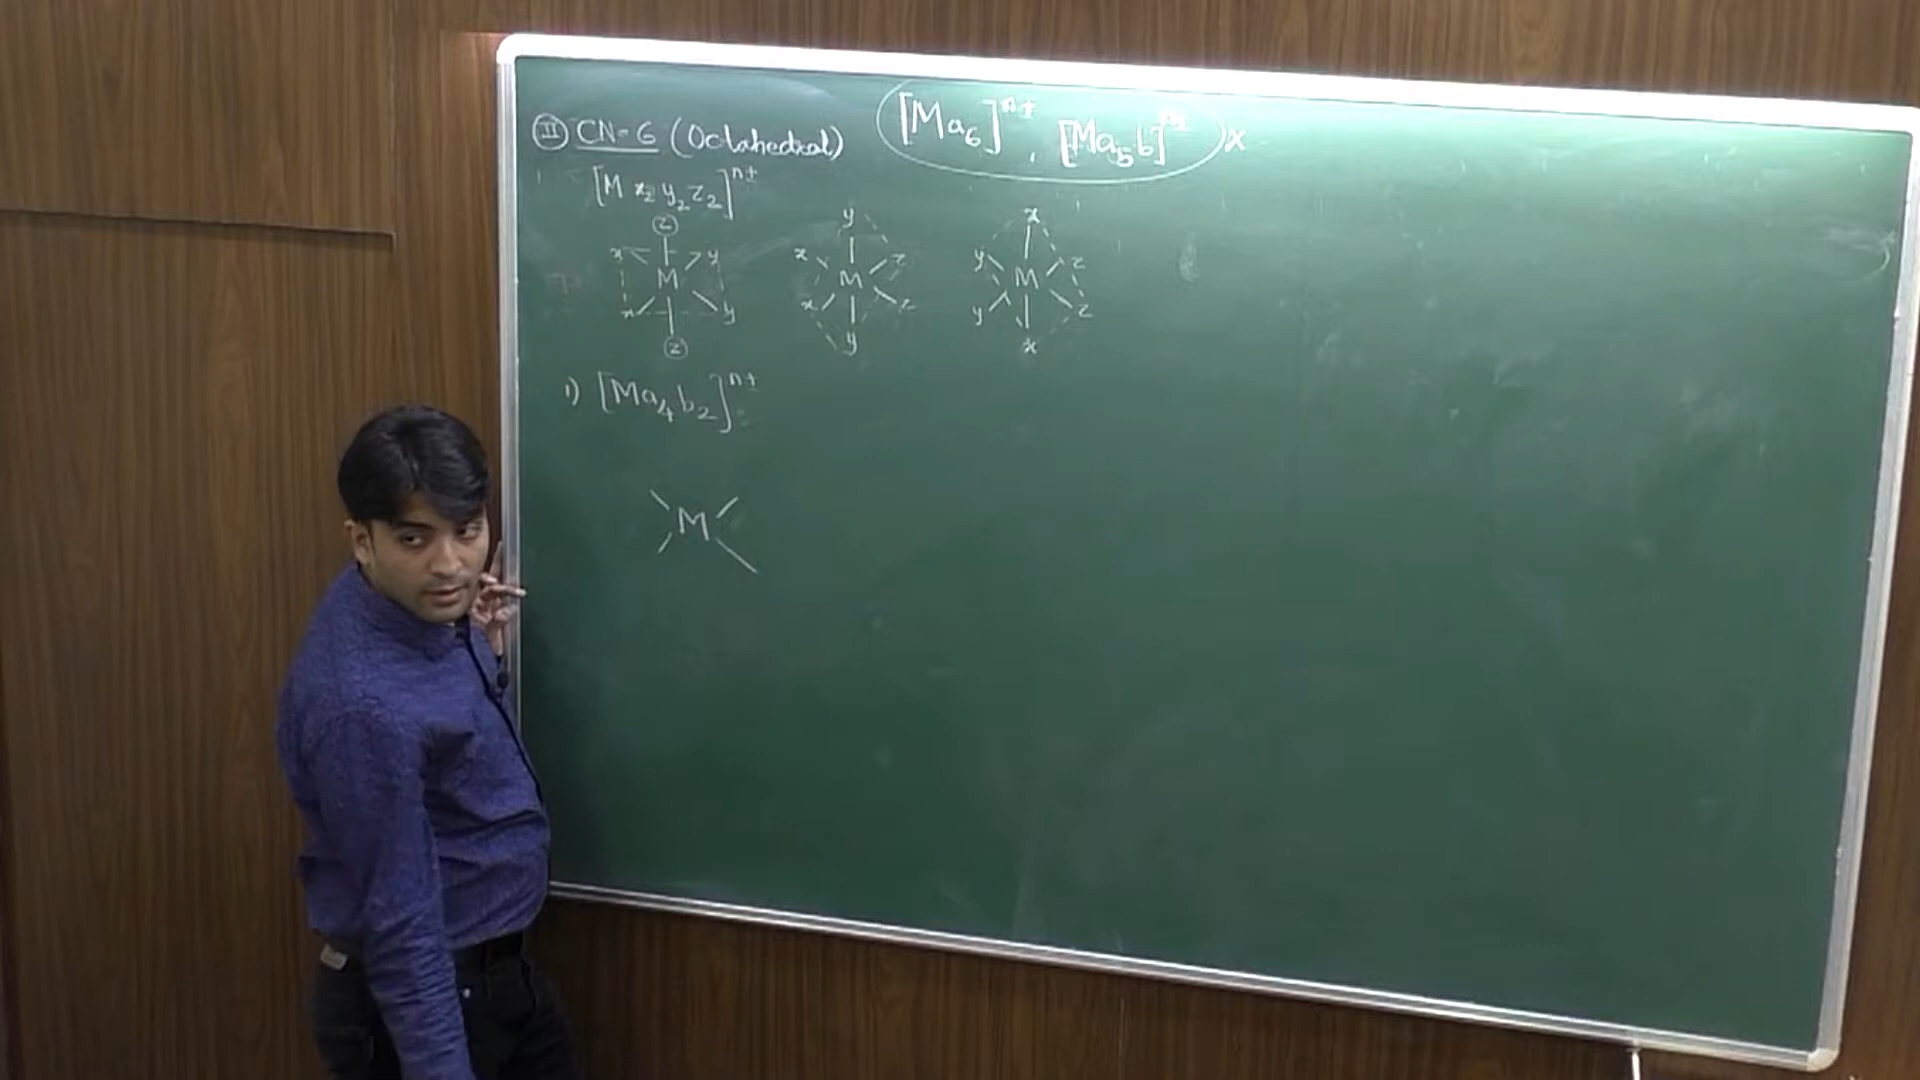 II CN=6 (Octahedral) [Ma6]^n± , [Ma5b]^n± x
[M x2 y2 z2]^n±
z y x
x y x z y z
M M M
x y x z y z
z y x
1) [Ma4b2]^n±
M